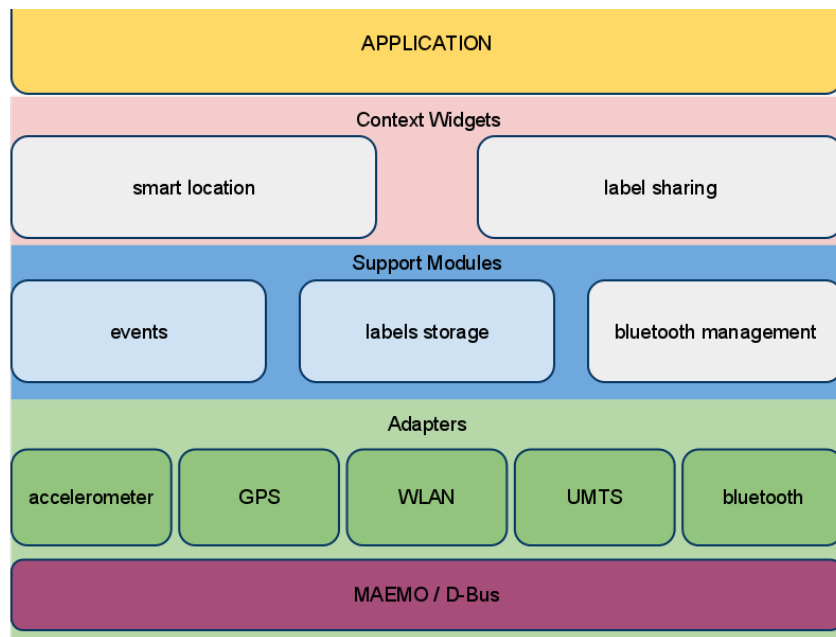 APPLICATION
Context Widgets
smart location
label sharing
Support Modules
events
labels storage
bluetooth management
Adapters
accelerometer
GPS
WLAN
UMTS
bluetooth
MAEMO / D-Bus